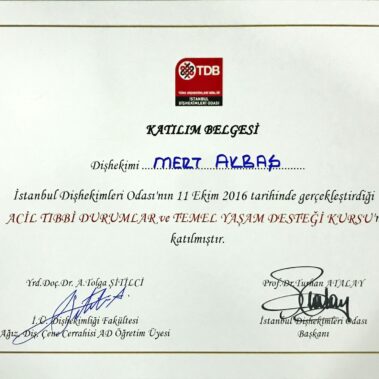 TDB
TÜRK DİŞHEKİMLERİ BİRLİĞİ
İSTANBUL
DİŞHEKİMLERİ ODASI
KATILIM BELGESİ
Dişhekimi MERT AKBAŞ
İstanbul Dişhekimleri Odası'nın 11 Ekim 2016 tarihinde gerçekleştirdiği
ACİL TIBBİ DURUMLAR ve TEMEL YAŞAM DESTEĞİ KURSU'n
katılmıştır.
Yrd.Doç.Dr. A.Tolga ŞİTİLCİ
Prof.Dr.Turhan ATALAY
İ.Ü. Dişhekimliği Fakültesi
İstanbul Dişhekimleri Odası
Ağız, Diş, Çene Cerrahisi AD Öğretim Üyesi
Başkanı